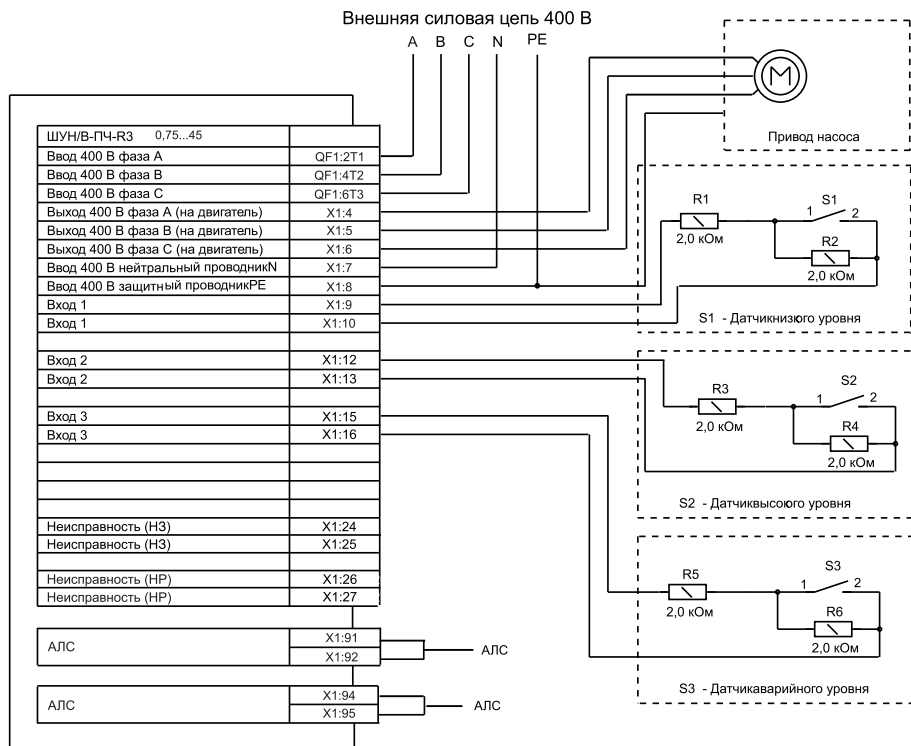 Внешняя силовая цепь 400 В
A B C N PE
ШУН/В-ПЧ-R3 0,75...45
Ввод 400 В фаза А QF1:2T1
Ввод 400 В фаза В QF1:4T2
Ввод 400 В фаза С QF1:6T3
Выход 400 В фаза А (на двигатель) X1:4
Выход 400 В фаза В (на двигатель) X1:5
Выход 400 В фаза С (на двигатель) X1:6
Ввод 400 В нейтральный проводникN X1:7
Ввод 400 В защитный проводникPE X1:8
Вход 1 X1:9
Вход 1 X1:10
Вход 2 X1:12
Вход 2 X1:13
Вход 3 X1:15
Вход 3 X1:16
Неисправность (НЗ) X1:24
Неисправность (НЗ) X1:25
Неисправность (НР) X1:26
Неисправность (НР) X1:27
АЛС X1:91
X1:92
АЛС
АЛС X1:94
X1:95
АЛС
M
Привод насоса
R1
2,0 кОм
S1
1 2
R2
2,0 кОм
S1 - Датчикнизкого уровня
R3
2,0 кОм
S2
1 2
R4
2,0 кОм
S2 - Датчиквысокого уровня
R5
2,0 кОм
S3
1 2
R6
2,0 кОм
S3 - Датчикаварийного уровня